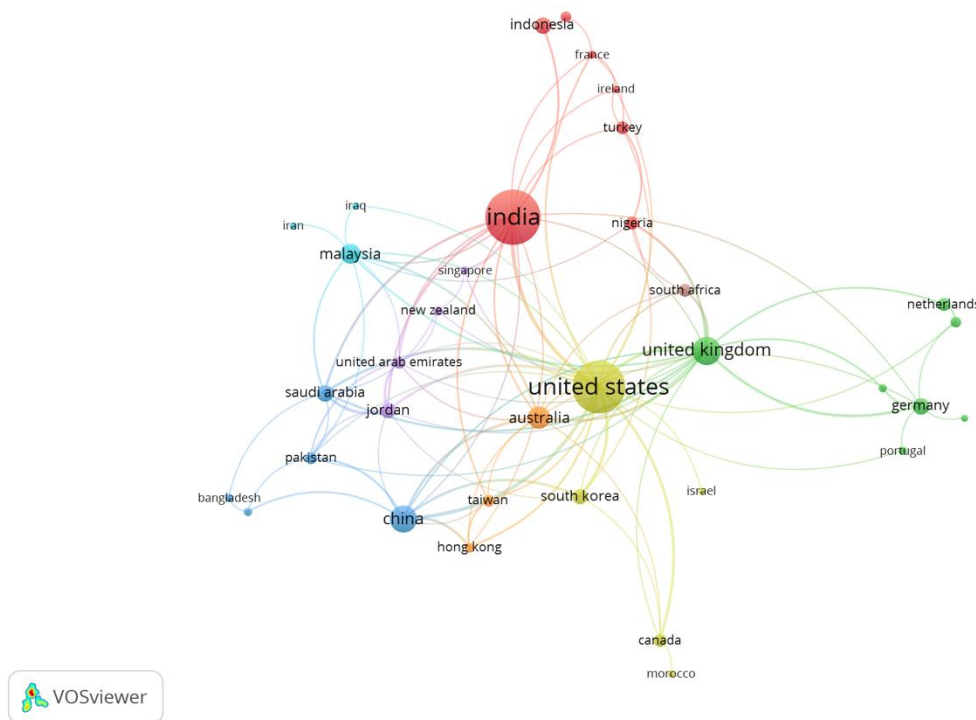 indonesia
france
ireland
turkey
iraq
india
nigeria
iran
malaysia
singapore
south africa
netherlands
new zealand
united kingdom
united arab emirates
united states
saudi arabia
jordan
australia
germany
portugal
pakistan
israel
bangladesh
taiwan
south korea
china
hong kong
canada
morocco
VOSviewer